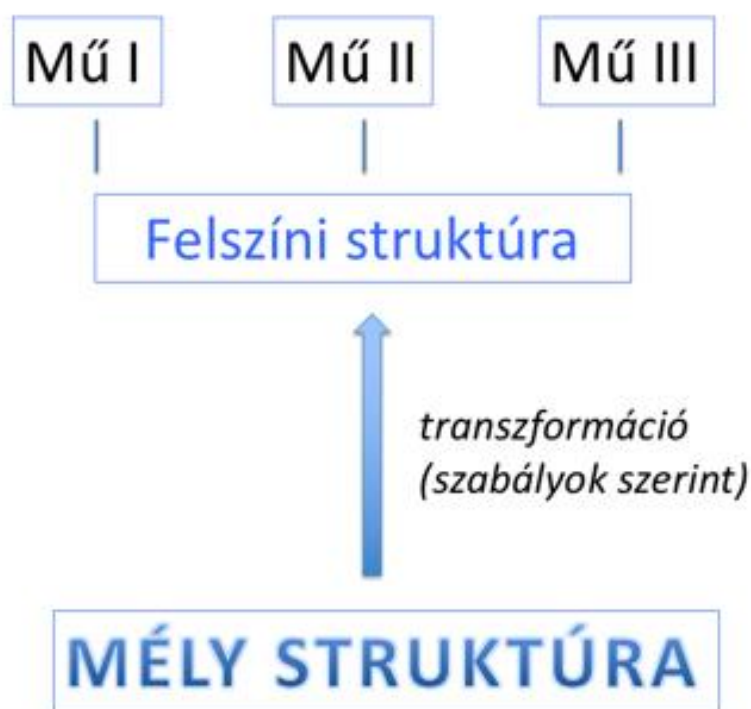 Mű I
Mű II
Mű III
Felszíni struktúra
transzformáció
(szabályok szerint)
MÉLY STRUKTÚRA